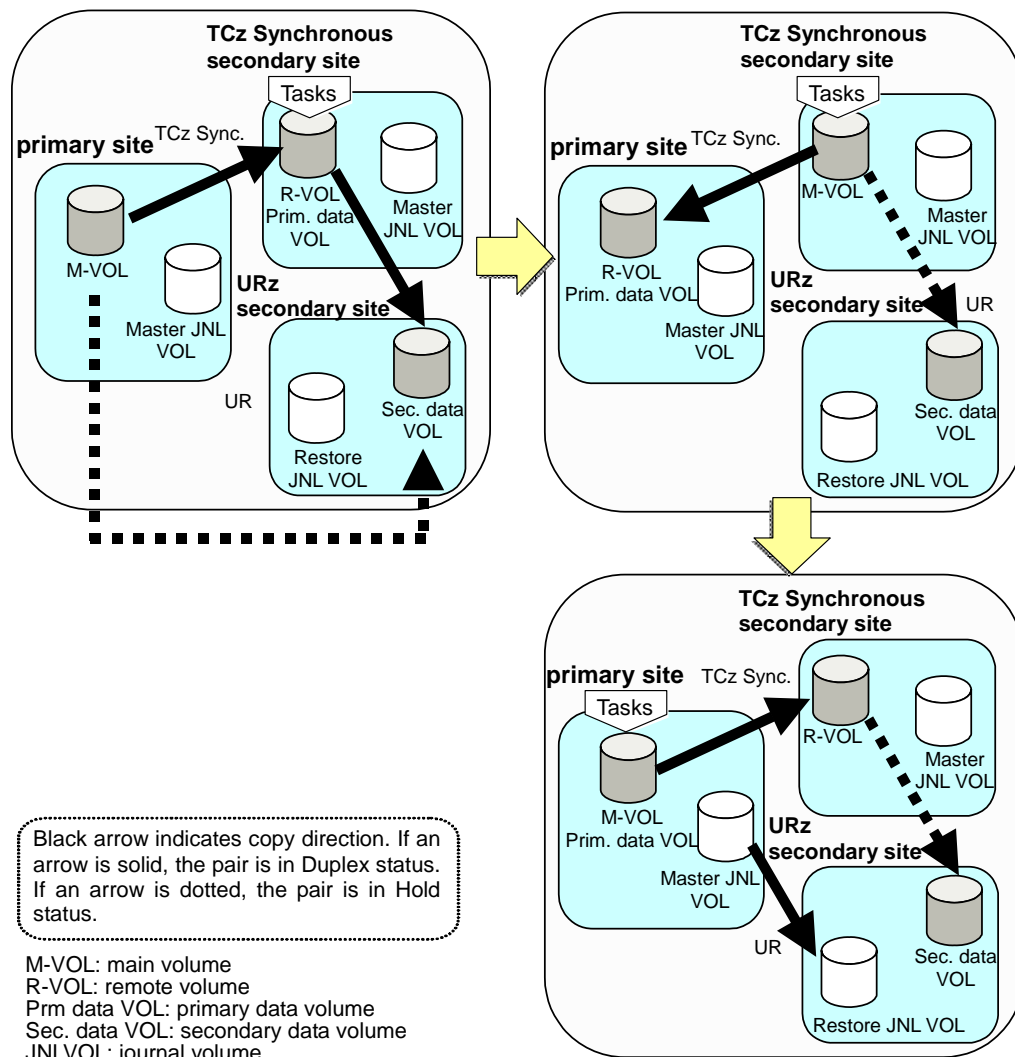 TCz Synchronous
secondary site
Tasks
primary site
TCz Sync.
M-VOL
R-VOL
Prim. data
VOL
Master
JNL VOL
Master JNL
VOL
URz
secondary site
UR
Sec. data
VOL
Restore
JNL VOL
TCz Synchronous
secondary site
Tasks
primary site
TCz Sync.
M-VOL
Master
JNL VOL
R-VOL
Prim. data VOL
Master JNL
VOL
URz
secondary site
UR
Sec. data
VOL
Restore JNL VOL
TCz Synchronous
secondary site
primary site
TCz Sync.
Tasks
R-VOL
Master
JNL VOL
M-VOL
Prim. data VOL
Master JNL
VOL
URz
secondary site
UR
Sec. data
VOL
Restore JNL VOL
Black arrow indicates copy direction. If an
arrow is solid, the pair is in Duplex status.
If an arrow is dotted, the pair is in Hold
status.
M-VOL: main volume
R-VOL: remote volume
Prm data VOL: primary data volume
Sec. data VOL: secondary data volume
JNLVOL: journal volume